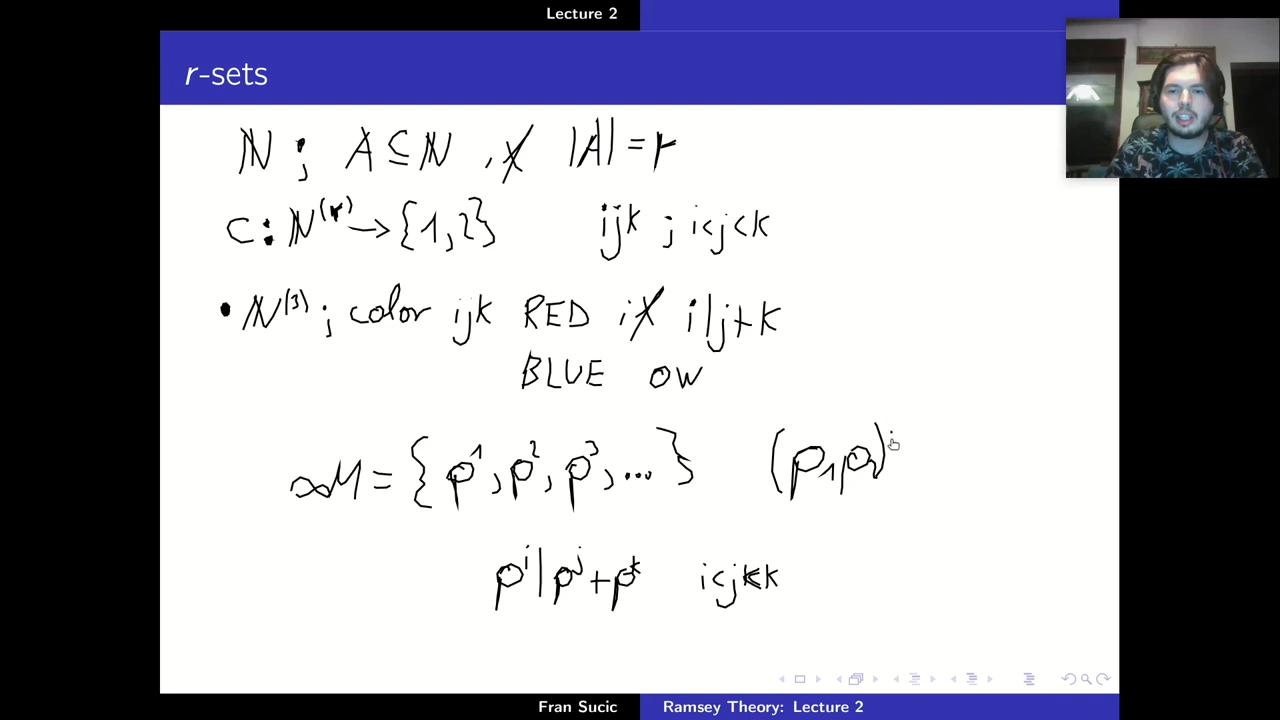 Lecture 2
r-sets
ℕ ; A ⊆ ℕ , |A| = r
c : ℕ^(r) → {1,2} ijk ; i<j<k
• ℕ^(3) ; color ijk RED if i | j + k
BLUE OW
M = { p^1, p^2, p^3, ... } (p_1 p_2)^i
p^i | p^j + p^k i<j<k
Fran Sucic Ramsey Theory: Lecture 2